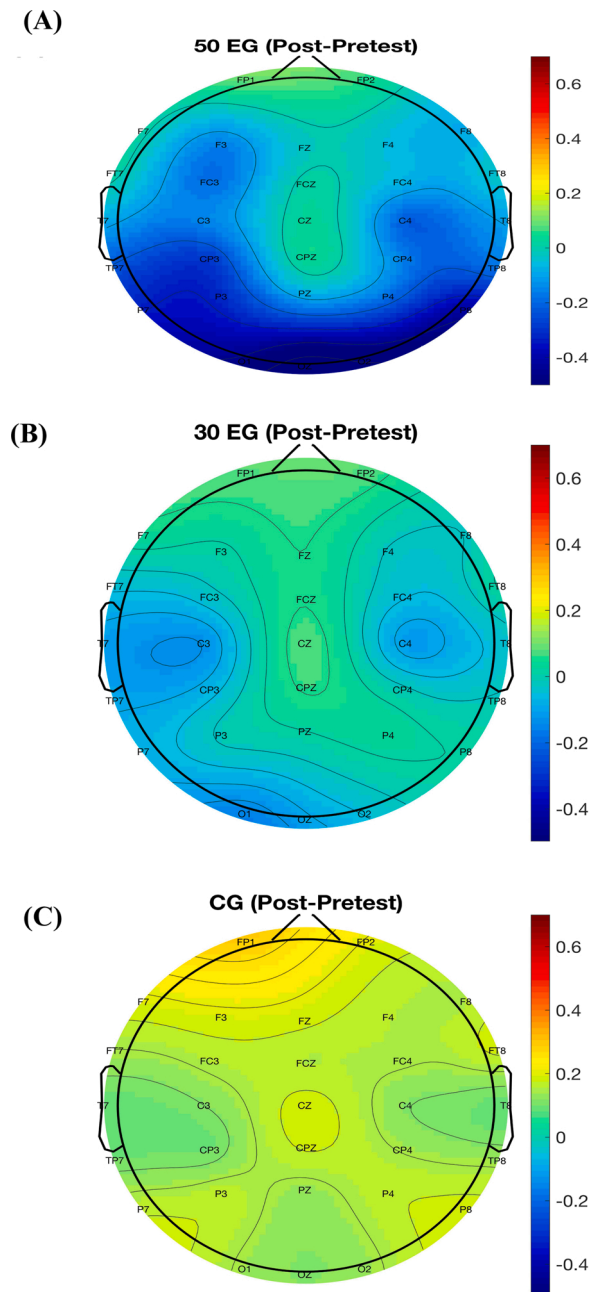 (A)
50 EG (Post-Pretest)
FP1 FP2
F7 F3 FZ F4 F8
FT7 FC3 FCZ FC4 FT8
T7 C3 CZ C4 T8
TP7 CP3 CPZ CP4 TP8
P7 P3 PZ P4 P8
0.6
0.4
0.2
0
-0.2
-0.4
(B)
30 EG (Post-Pretest)
FP1 FP2
F7 F3 FZ F4 F8
FT7 FC3 FCZ FC4 FT8
T7 C3 CZ C4 T8
TP7 CP3 CPZ CP4 TP8
P7 P3 PZ P4 P8
O1 OZ O2
0.6
0.4
0.2
0
-0.2
-0.4
(C)
CG (Post-Pretest)
FP1 FP2
F7 F3 FZ F4 F8
FT7 FC3 FCZ FC4 FT8
T7 C3 CZ C4 T8
TP7 CP3 CPZ CP4 TP8
P7 P3 PZ P4 P8
O1 OZ O2
0.6
0.4
0.2
0
-0.2
-0.4